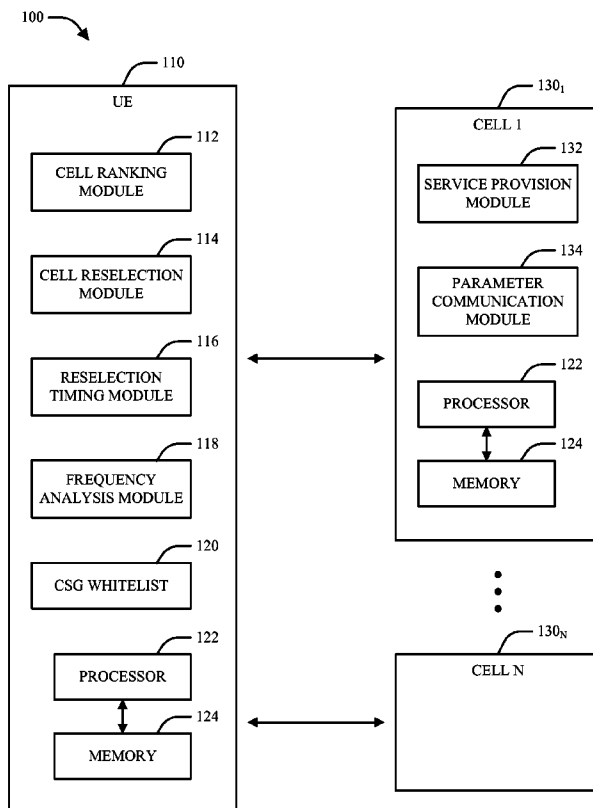 100
110
UE
112
CELL RANKING
MODULE
114
CELL RESELECTION
MODULE
116
RESELECTION
TIMING MODULE
118
FREQUENCY
ANALYSIS MODULE
120
CSG WHITELIST
122
PROCESSOR
124
MEMORY
130₁
CELL 1
132
SERVICE PROVISION
MODULE
134
PARAMETER
COMMUNICATION
MODULE
122
PROCESSOR
124
MEMORY
130ₙ
CELL N